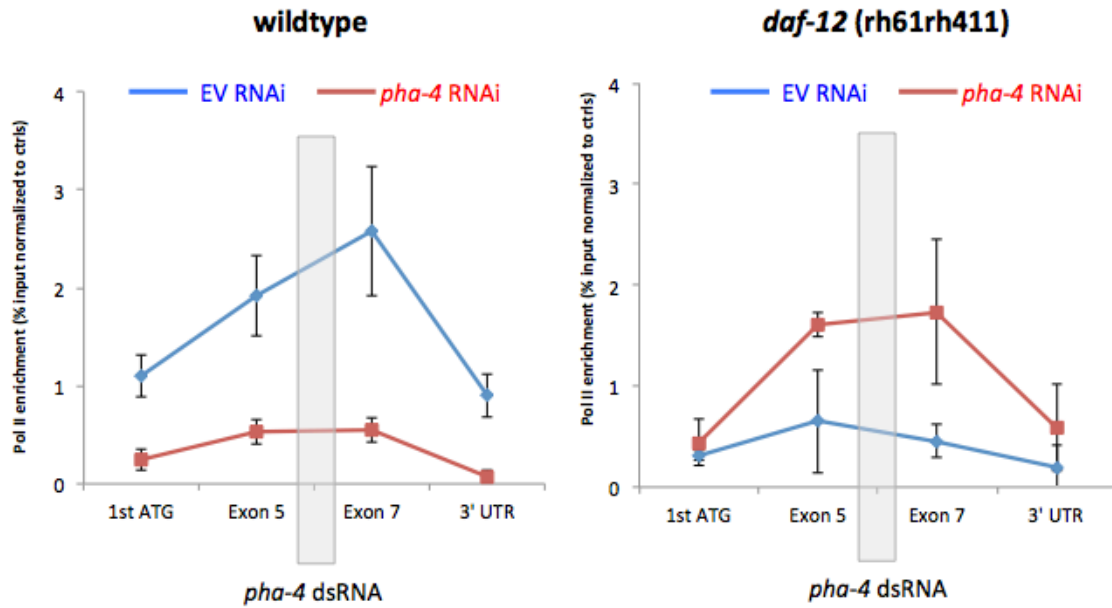 wildtype
EV RNAi
pha-4 RNAi
Pol II enrichment (% input normalized to ctrls)
4
3
2
1
0
1st ATG
Exon 5
Exon 7
3' UTR
pha-4 dsRNA
daf-12 (rh61rh411)
EV RNAi
pha-4 RNAi
Pol II enrichment (% input normalized to ctrls)
4
3
2
1
0
1st ATG
Exon 5
Exon 7
3' UTR
pha-4 dsRNA